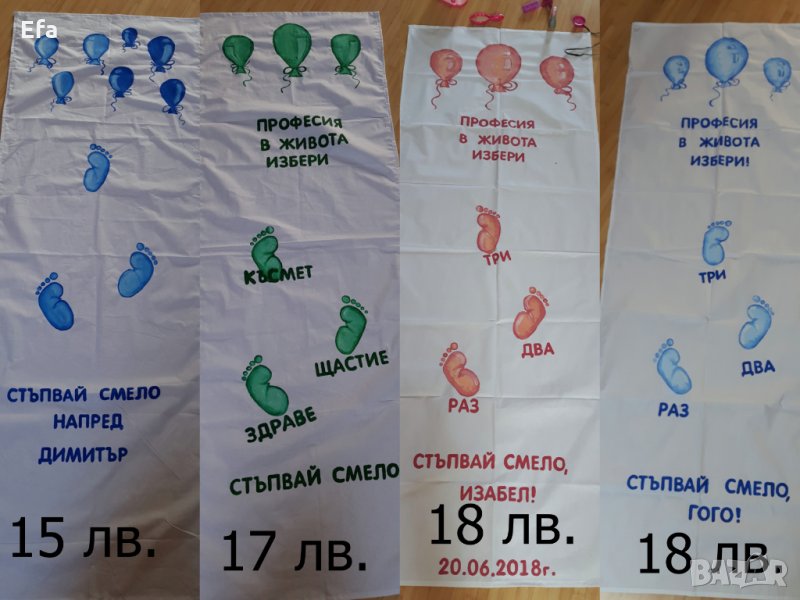 Efa
СТЪПВАЙ СМЕЛО
НАПРЕД
ДИМИТЪР
15 лв.
ПРОФЕСИЯ
В ЖИВОТА
ИЗБЕРИ
КЪСМЕТ
ЩАСТИЕ
ЗДРАВЕ
СТЪПВАЙ СМЕЛО
17 лв.
ПРОФЕСИЯ
В ЖИВОТА
ИЗБЕРИ
ТРИ
ДВА
РАЗ
СТЪПВАЙ СМЕЛО,
ИЗАБЕЛ!
18 лв.
20.06.2018г.
ПРОФЕСИЯ
В ЖИВОТА
ИЗБЕРИ!
ТРИ
ДВА
РАЗ
СТЪПВАЙ СМЕЛО,
ГОГО!
18 лв.
BAZAR